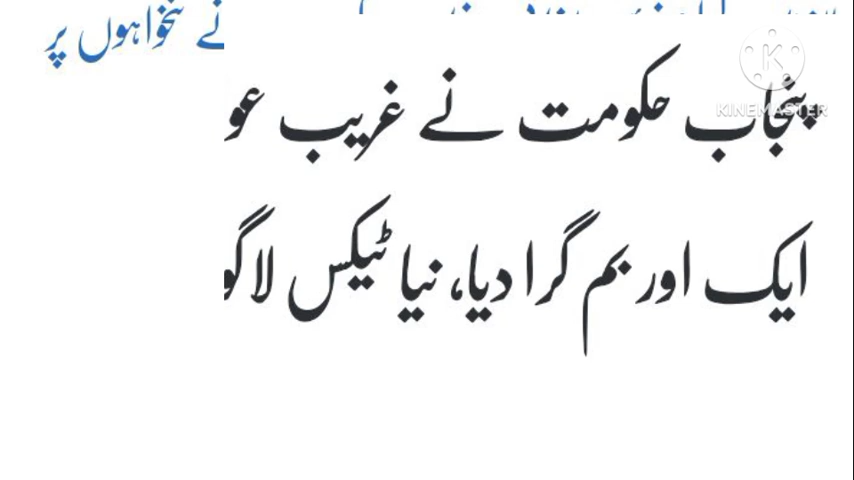 نے تنخواہوں پر
KINEMASTER
پنجاب حکومت نے غریب عو
ایک اور بم گرا دیا، نیا ٹیکس لاگو